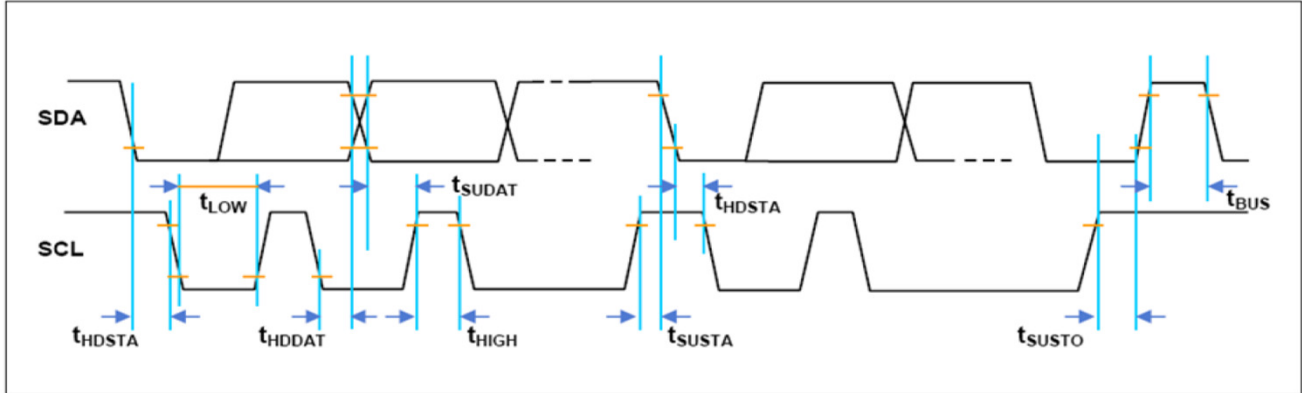 SDA
tSUDAT
tLOW
tHDSTA
tBUS
SCL
tHDSTA
tHDDAT
tHIGH
tSUSTA
tSUSTO